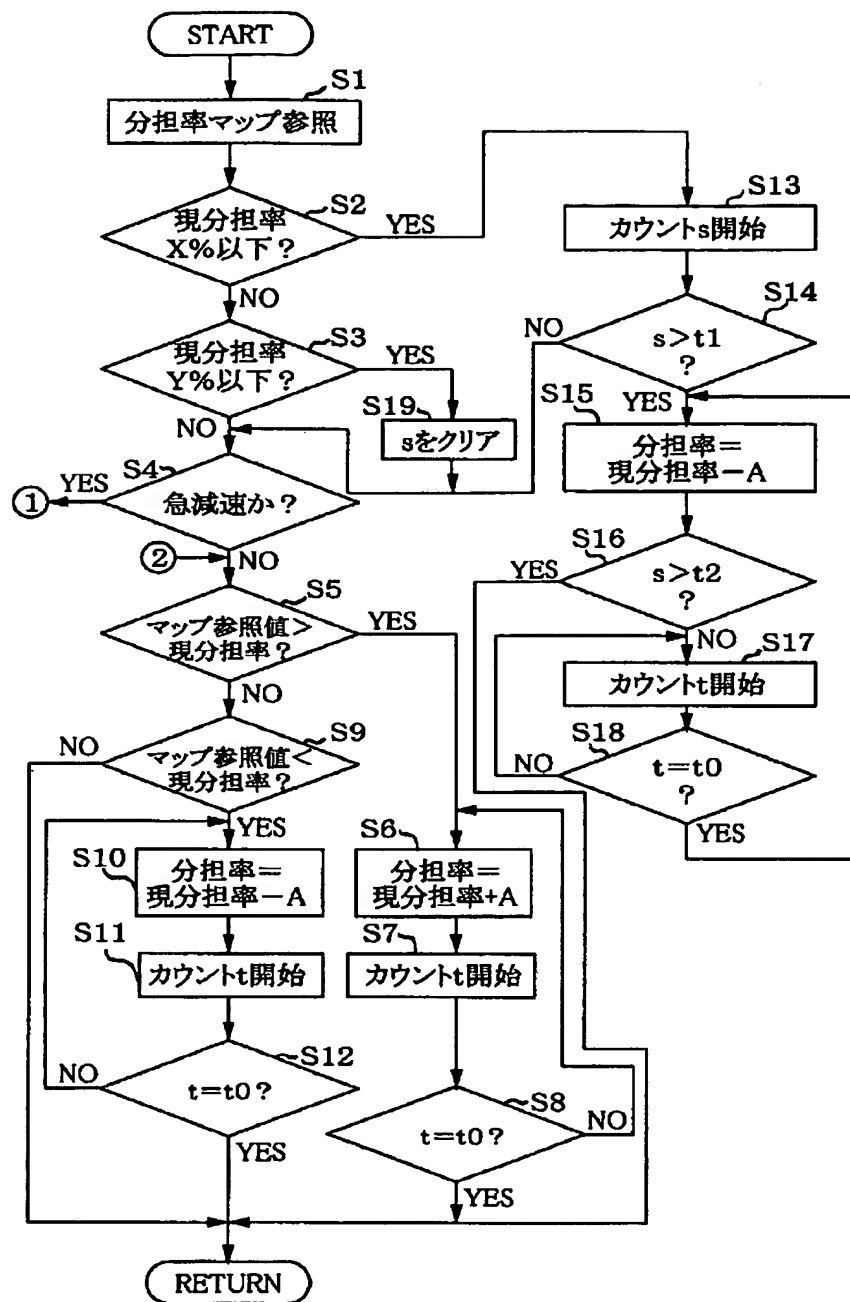 START
S1
分担率マップ参照
S2
現分担率
X%以下？
YES
NO
S3
現分担率
Y%以下？
YES
NO
S19
sをクリア
S4
急減速か？
YES
①
②
NO
S5
マップ参照値＞
現分担率？
YES
NO
S9
マップ参照値＜
現分担率？
NO
YES
S10
分担率＝
現分担率－A
S11
カウントt開始
S12
t＝t0？
NO
YES
S6
分担率＝
現分担率+A
S7
カウントt開始
S8
t＝t0？
NO
YES
S13
カウントs開始
S14
s＞t1
？
NO
YES
S15
分担率＝
現分担率－A
S16
s＞t2
？
YES
NO
S17
カウントt開始
S18
t＝t0
？
NO
YES
RETURN